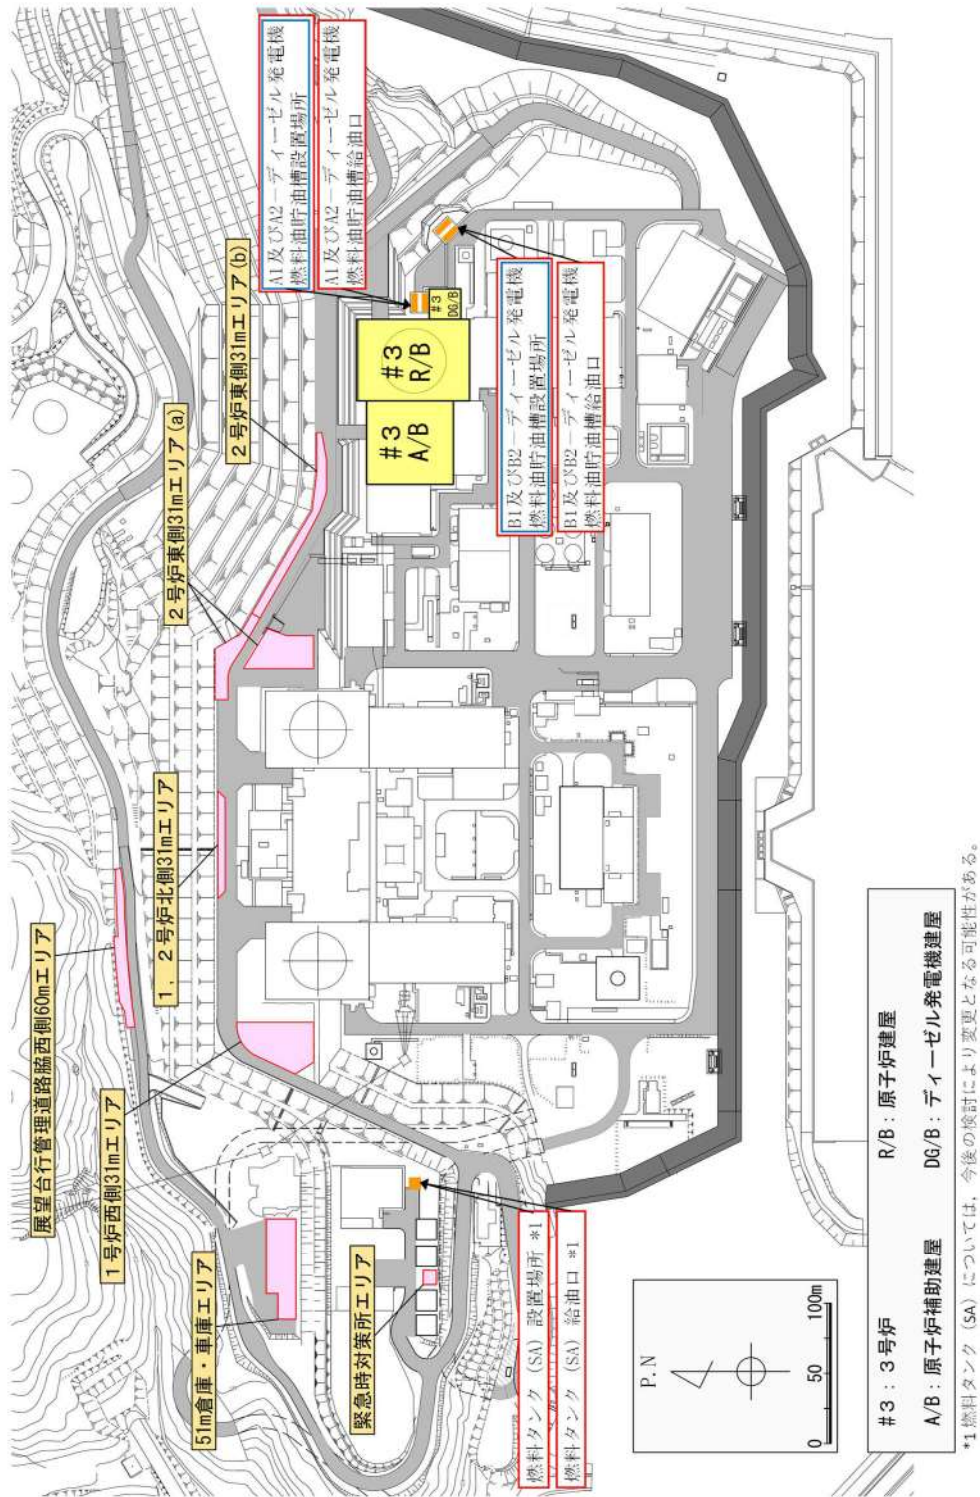 展望台行管理道路脇西側60mエリア
1号炉西側31mエリア
51m倉庫・車庫エリア
緊急時対策所エリア
1，2号炉北側31mエリア
2号炉東側31mエリア(a)
2号炉東側31mエリア(b)
A1及びA2－ディーゼル発電機
燃料油貯油槽設置場所
A1及びA2－ディーゼル発電機
燃料油貯油槽給油口
#3
A/B
#3
R/B
#3
DG/B
B1及びB2－ディーゼル発電機
燃料油貯油槽設置場所
B1及びB2－ディーゼル発電機
燃料油貯油槽給油口
燃料タンク（SA）設置場所 *1
燃料タンク（SA）給油口 *1
P.N
0 50 100m
#3：3号炉 R/B：原子炉建屋
A/B：原子炉補助建屋 DG/B：ディーゼル発電機建屋
*1 燃料タンク（SA）については，今後の検討により変更となる可能性がある。